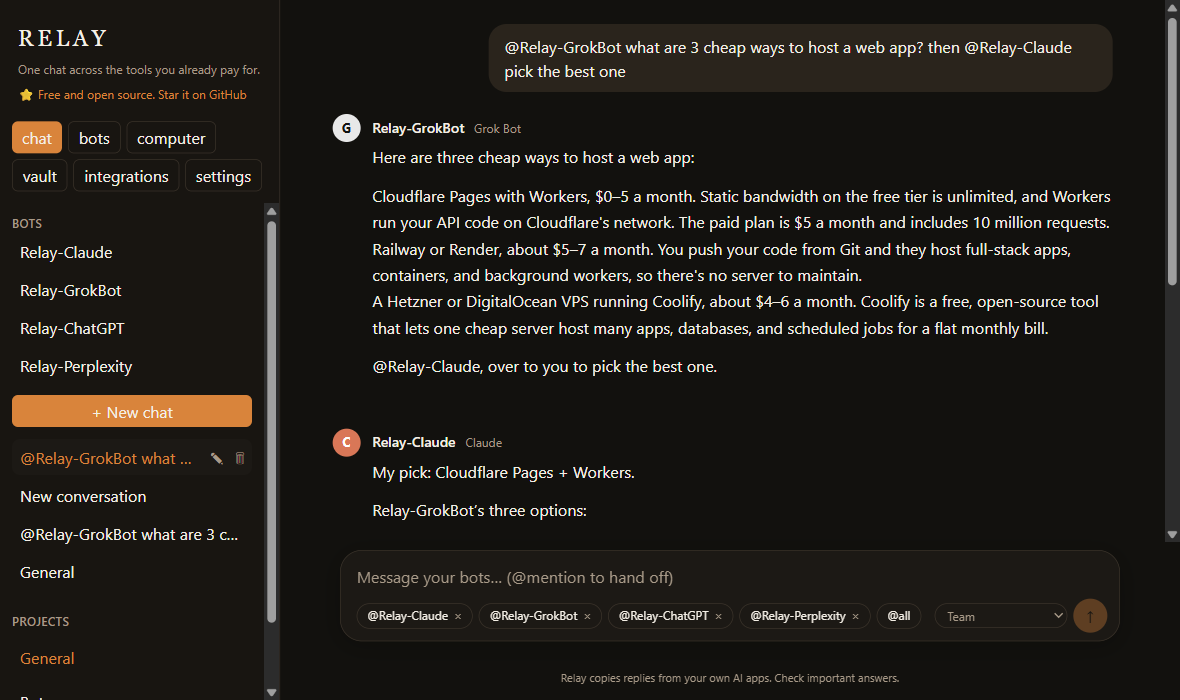 RELAY
One chat across the tools you already pay for.
⭐ Free and open source. Star it on GitHub
chat
bots
computer
vault
integrations
settings
BOTS
Relay-Claude
Relay-GrokBot
Relay-ChatGPT
Relay-Perplexity
+ New chat
@Relay-GrokBot what ...
New conversation
@Relay-GrokBot what are 3 c...
General
PROJECTS
General
@Relay-GrokBot what are 3 cheap ways to host a web app? then @Relay-Claude
pick the best one
G
Relay-GrokBot Grok Bot
Here are three cheap ways to host a web app:
Cloudflare Pages with Workers, $0–5 a month. Static bandwidth on the free tier is unlimited, and Workers
run your API code on Cloudflare's network. The paid plan is $5 a month and includes 10 million requests.
Railway or Render, about $5–7 a month. You push your code from Git and they host full-stack apps,
containers, and background workers, so there's no server to maintain.
A Hetzner or DigitalOcean VPS running Coolify, about $4–6 a month. Coolify is a free, open-source tool
that lets one cheap server host many apps, databases, and scheduled jobs for a flat monthly bill.
@Relay-Claude, over to you to pick the best one.
C
Relay-Claude Claude
My pick: Cloudflare Pages + Workers.
Relay-GrokBot’s three options:
Message your bots... (@mention to hand off)
@Relay-Claude ×
@Relay-GrokBot ×
@Relay-ChatGPT ×
@Relay-Perplexity ×
@all
Team
↑
Relay copies replies from your own AI apps. Check important answers.